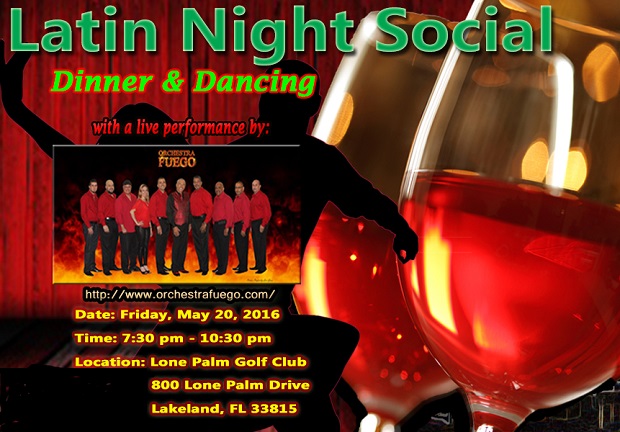 Latin Night Social
Dinner & Dancing
with a live performance by:
ORCHESTRA
FUEGO
http://www.orchestrafuego.com/
Date: Friday, May 20, 2016
Time: 7:30 pm - 10:30 pm
Location: Lone Palm Golf Club
800 Lone Palm Drive
Lakeland, FL 33815